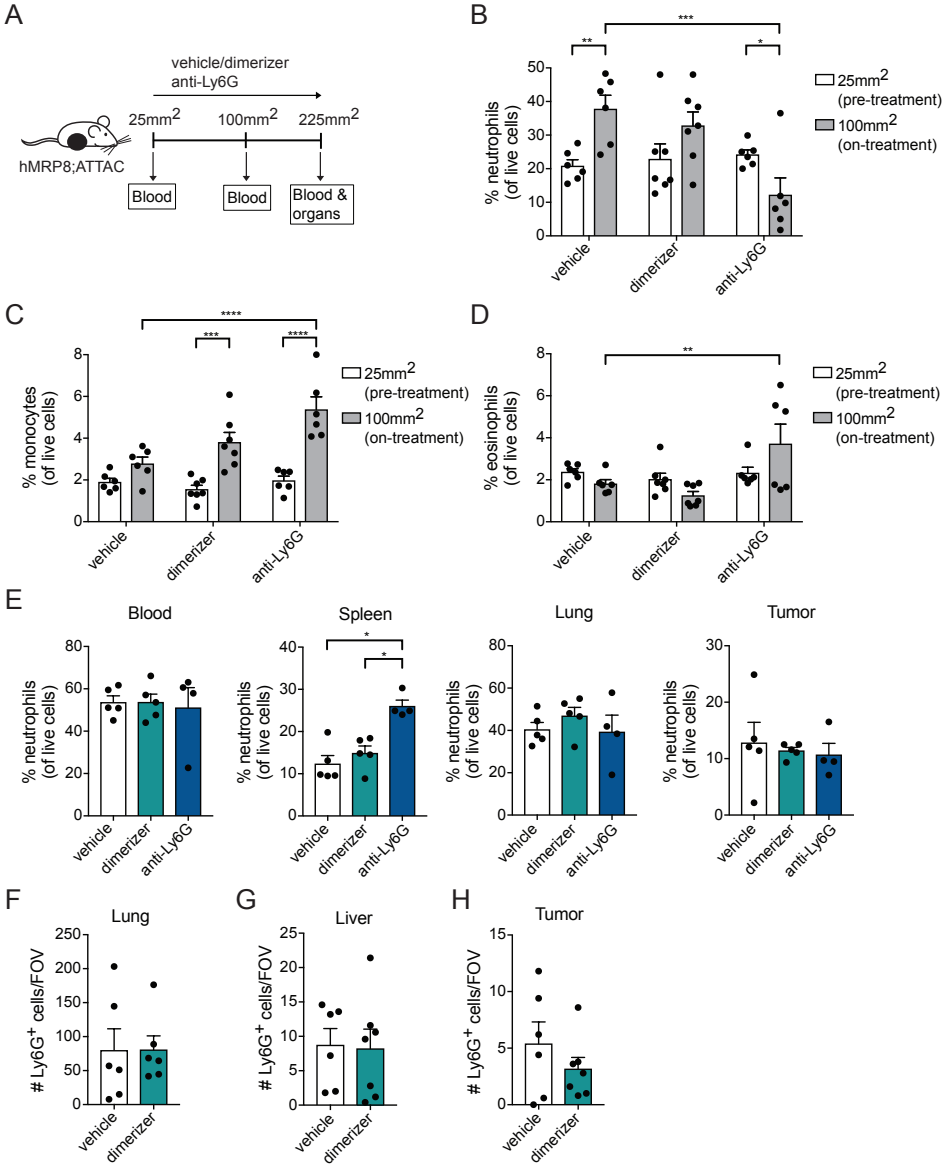 A
vehicle/dimerizer
anti-Ly6G
25mm2
100mm2
225mm2
hMRP8;ATTAC
Blood
Blood
Blood &
organs
B
% neutrophils
(of live cells)
50
40
30
20
10
0
**
***
*
vehicle
dimerizer
anti-Ly6G
25mm2
(pre-treatment)
100mm2
(on-treatment)
C
% monocytes
(of live cells)
8
6
4
2
0
****
***
****
vehicle
dimerizer
anti-Ly6G
25mm2
(pre-treatment)
100mm2
(on-treatment)
D
% eosinophils
(of live cells)
8
6
4
2
0
**
vehicle
dimerizer
anti-Ly6G
25mm2
(pre-treatment)
100mm2
(on-treatment)
E
Blood
% neutrophils
(of live cells)
80
60
40
20
0
vehicle
dimerizer
anti-Ly6G
Spleen
% neutrophils
(of live cells)
40
30
20
10
0
*
*
vehicle
dimerizer
anti-Ly6G
Lung
% neutrophils
(of live cells)
80
60
40
20
0
vehicle
dimerizer
anti-Ly6G
Tumor
% neutrophils
(of live cells)
40
30
20
10
0
vehicle
dimerizer
anti-Ly6G
F
Lung
# Ly6G+ cells/FOV
250
200
150
100
50
0
vehicle
dimerizer
G
Liver
# Ly6G+ cells/FOV
25
20
15
10
5
0
vehicle
dimerizer
H
Tumor
# Ly6G+ cells/FOV
15
10
5
0
vehicle
dimerizer